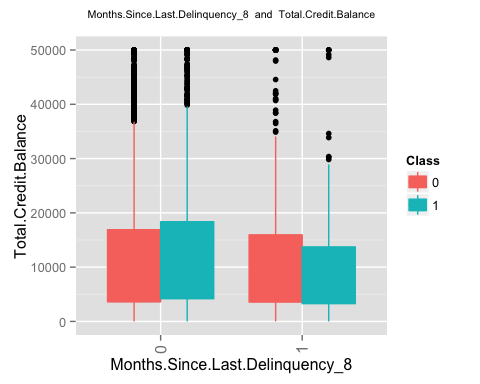 Months.Since.Last.Delinquency_8 and Total.Credit.Balance
50000
40000
30000
20000
10000
0
Total.Credit.Balance
0
1
Months.Since.Last.Delinquency_8
Class
0
1